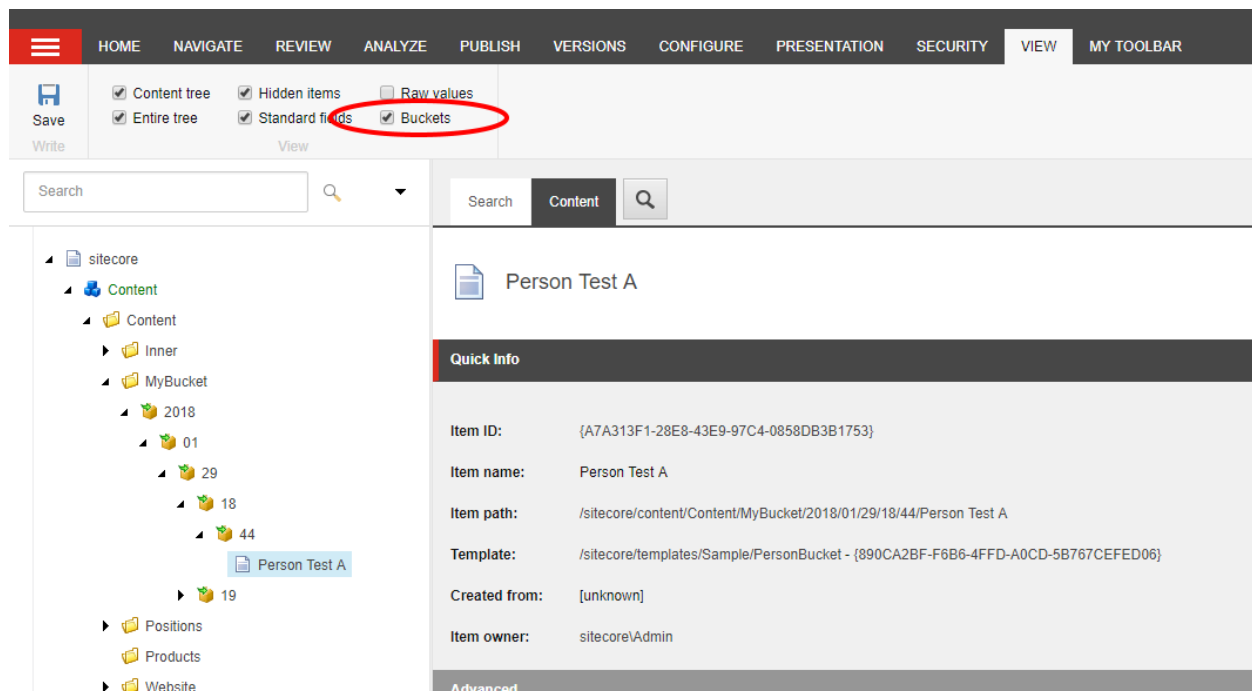 HOME NAVIGATE REVIEW ANALYZE PUBLISH VERSIONS CONFIGURE PRESENTATION SECURITY VIEW MY TOOLBAR
Content tree Hidden items Raw values
Save Entire tree Standard fields Buckets
Write View
Search
Search Content
sitecore
Content
Content
Inner
MyBucket
2018
01
29
18
44
Person Test A
19
Positions
Products
Website
Person Test A
Quick Info
Item ID: {A7A313F1-28E8-43E9-97C4-0858DB3B1753}
Item name: Person Test A
Item path: /sitecore/content/Content/MyBucket/2018/01/29/18/44/Person Test A
Template: /sitecore/templates/Sample/PersonBucket - {890CA2BF-F6B6-4FFD-A0CD-5B767CEFED06}
Created from: [unknown]
Item owner: sitecore\Admin
Advanced